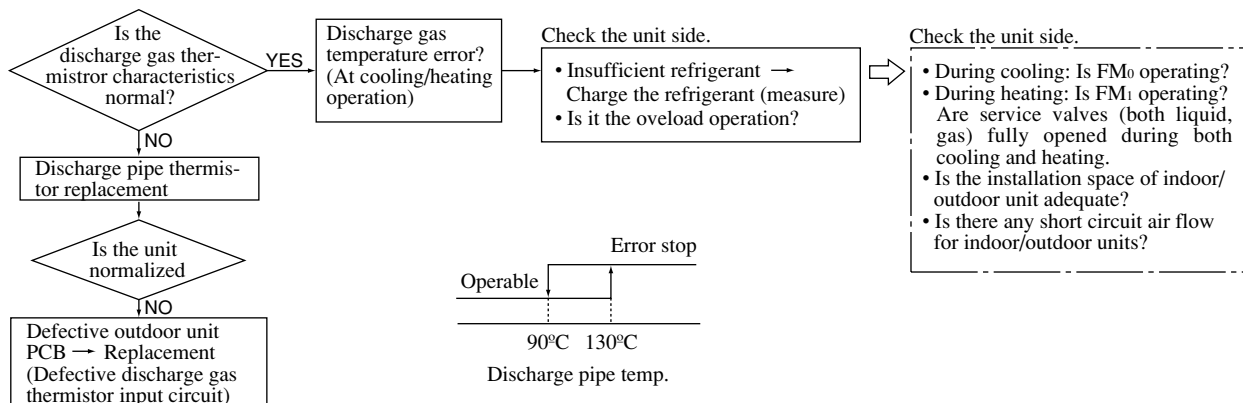 Is the
discharge gas ther-
mistror characteristics
normal?
YES
Discharge gas
temperature error?
(At cooling/heating
operation)
Check the unit side.
• Insufficient refrigerant →
Charge the refrigerant (measure)
• Is it the oveload operation?
Check the unit side.
• During cooling: Is FM0 operating?
• During heating: Is FM1 operating?
Are service valves (both liquid,
gas) fully opened during both
cooling and heating.
• Is the installation space of indoor/
outdoor unit adequate?
• Is there any short circuit air flow
for indoor/outdoor units?
NO
Discharge pipe thermis-
tor replacement
Is the unit
normalized
NO
Defective outdoor unit
PCB → Replacement
(Defective discharge gas
thermistor input circuit)
Error stop
Operable
90ºC 130ºC
Discharge pipe temp.